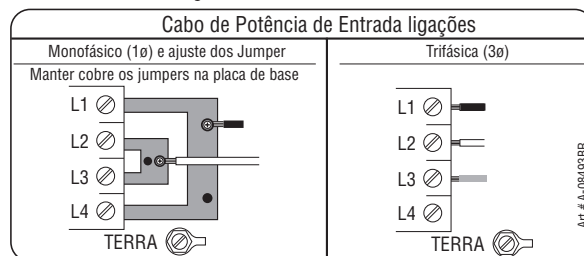 Cabo de Potência de Entrada ligações
Monofásico (1ø) e ajuste dos Jumper
Manter cobre os jumpers na placa de base
L1
L2
L3
L4
TERRA
Trifásica (3ø)
L1
L2
L3
L4
TERRA
Art # A-08493BR